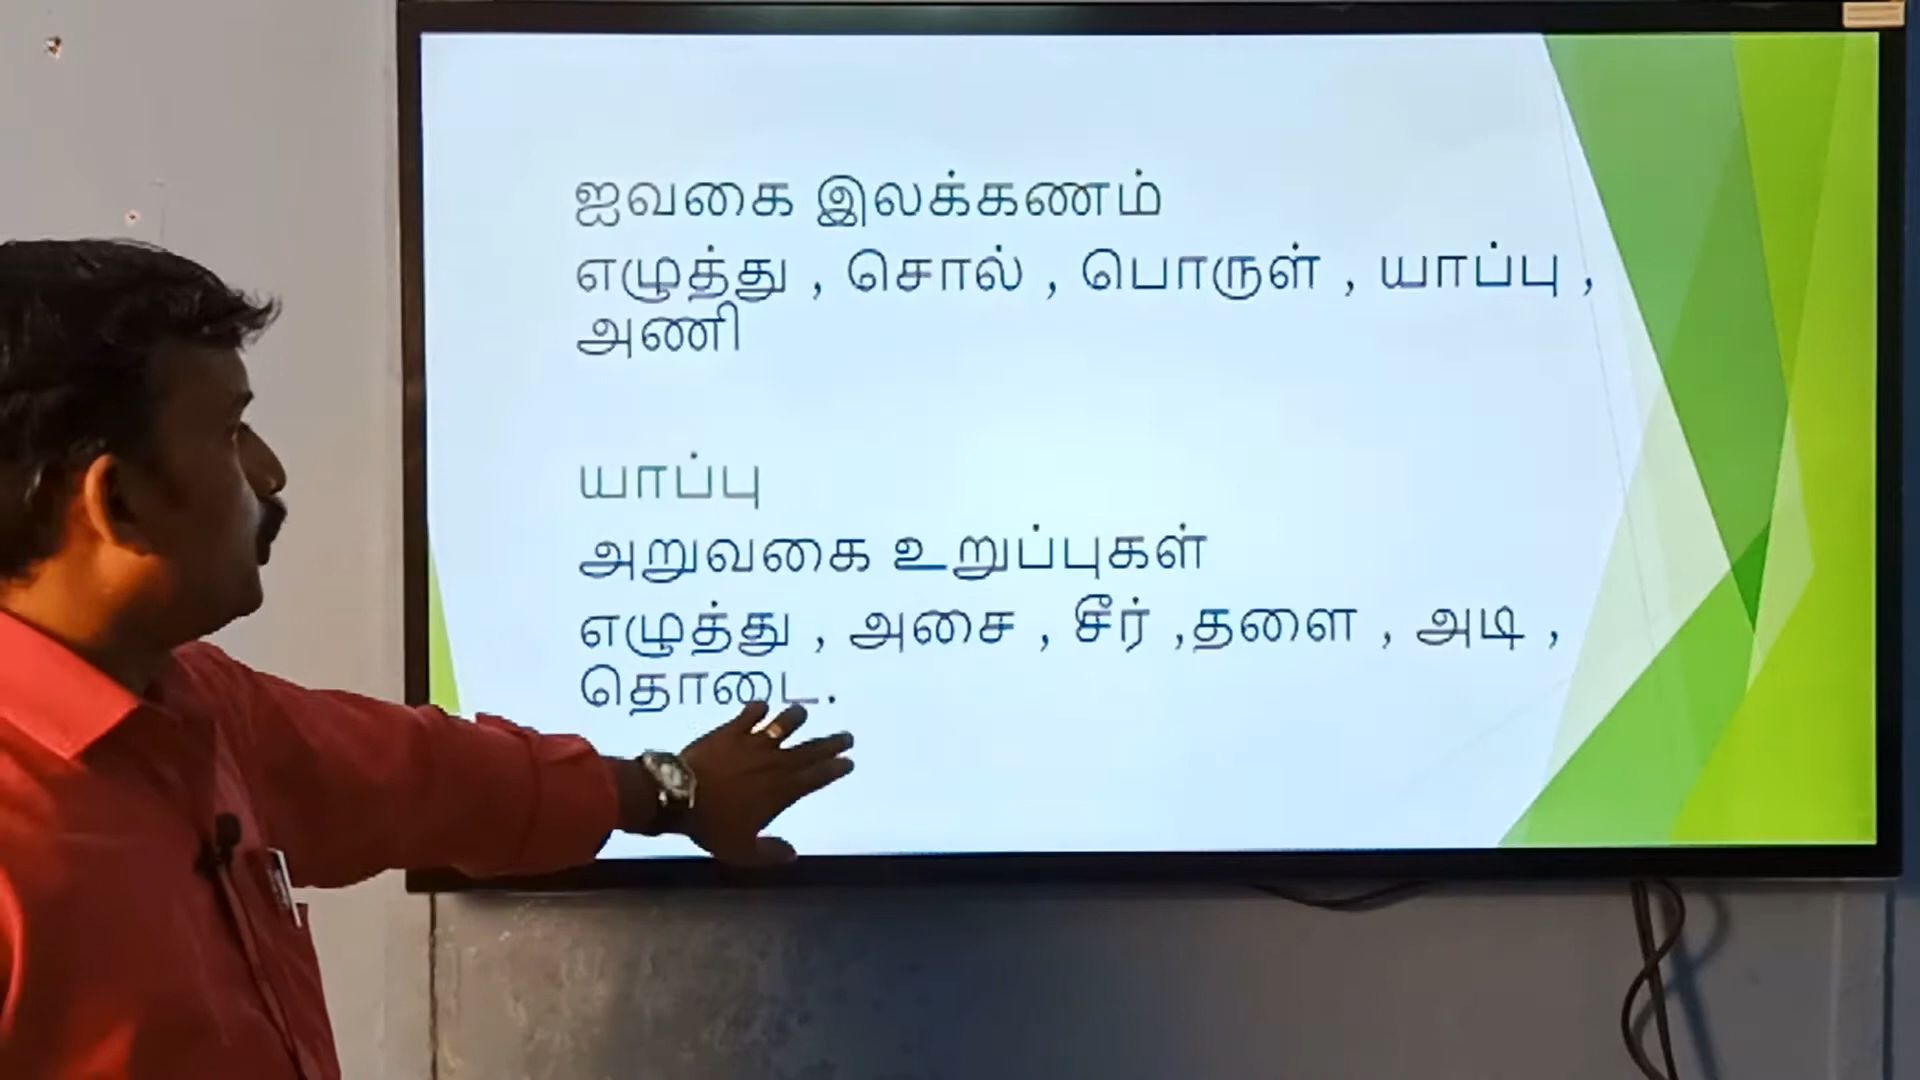 ஐவகை இலக்கணம்
எழுத்து , சொல் , பொருள் , யாப்பு ,
அணி
யாப்பு
அறுவகை உறுப்புகள்
எழுத்து , அசை , சீர் ,தளை , அடி ,
தொடை.